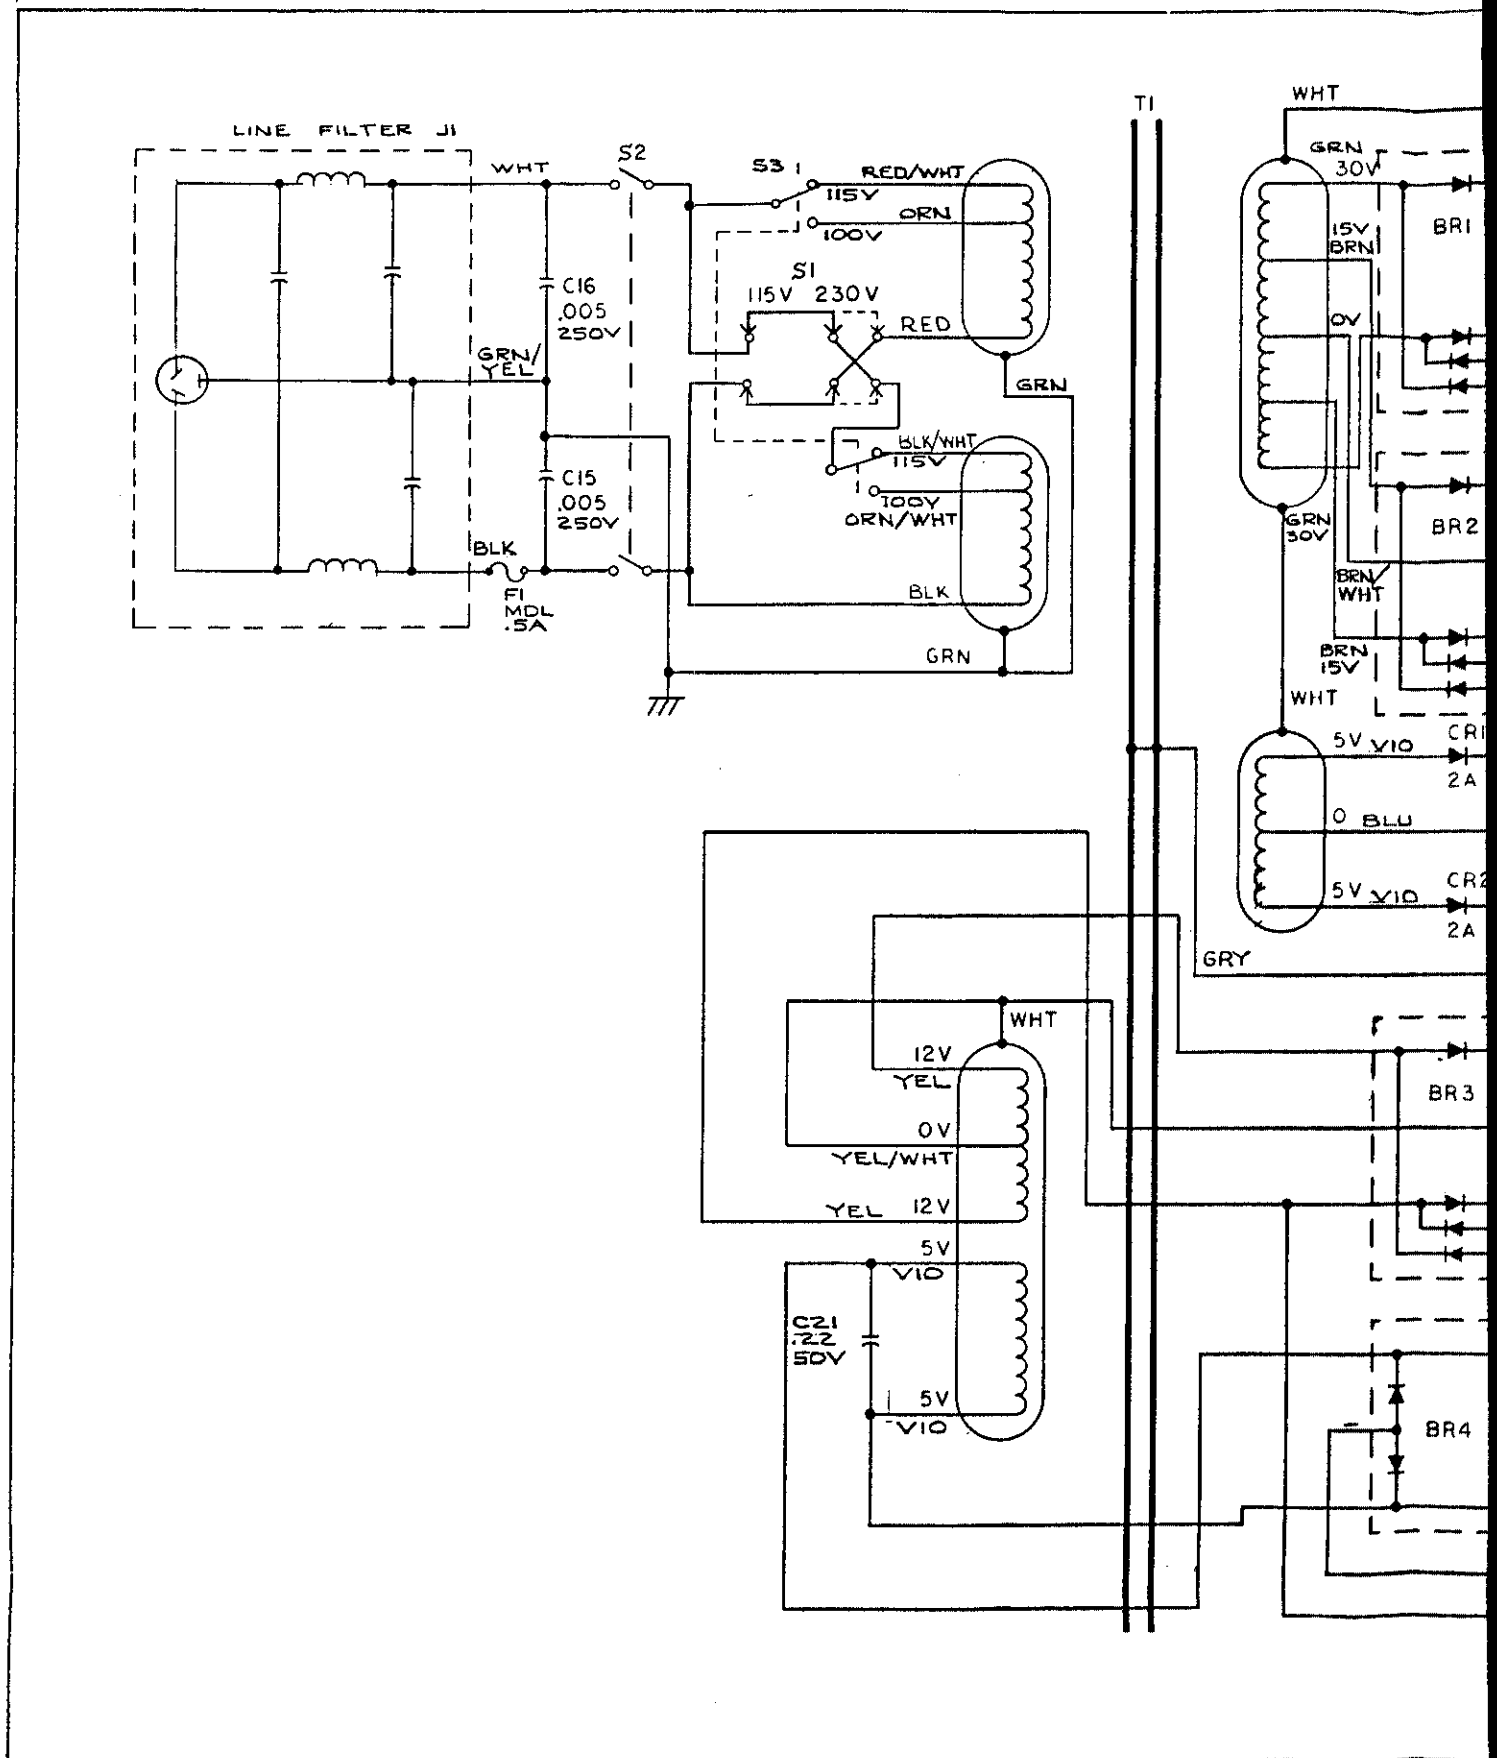 LINE FILTER J1
WHT
S2
S3
RED/WHT
115V
ORN
100V
S1
115V 230V
RED
C16
.005
250V
GRN/
YEL
GRN
BLK/WHT
115V
100V
ORN/WHT
C15
.005
250V
BLK
F1
MDL
.5A
BLK
GRN
T1
WHT
GRN
30V
BR1
15V
BRN
0V
GRN
30V
BR2
BRN/
WHT
BRN
15V
WHT
5V VIO
CR1
2A
0 BLU
5V VIO
CR2
2A
GRY
WHT
12V
YEL
0V
YEL/WHT
YEL 12V
5V
VIO
C21
.22
50V
5V
VIO
BR3
BR4